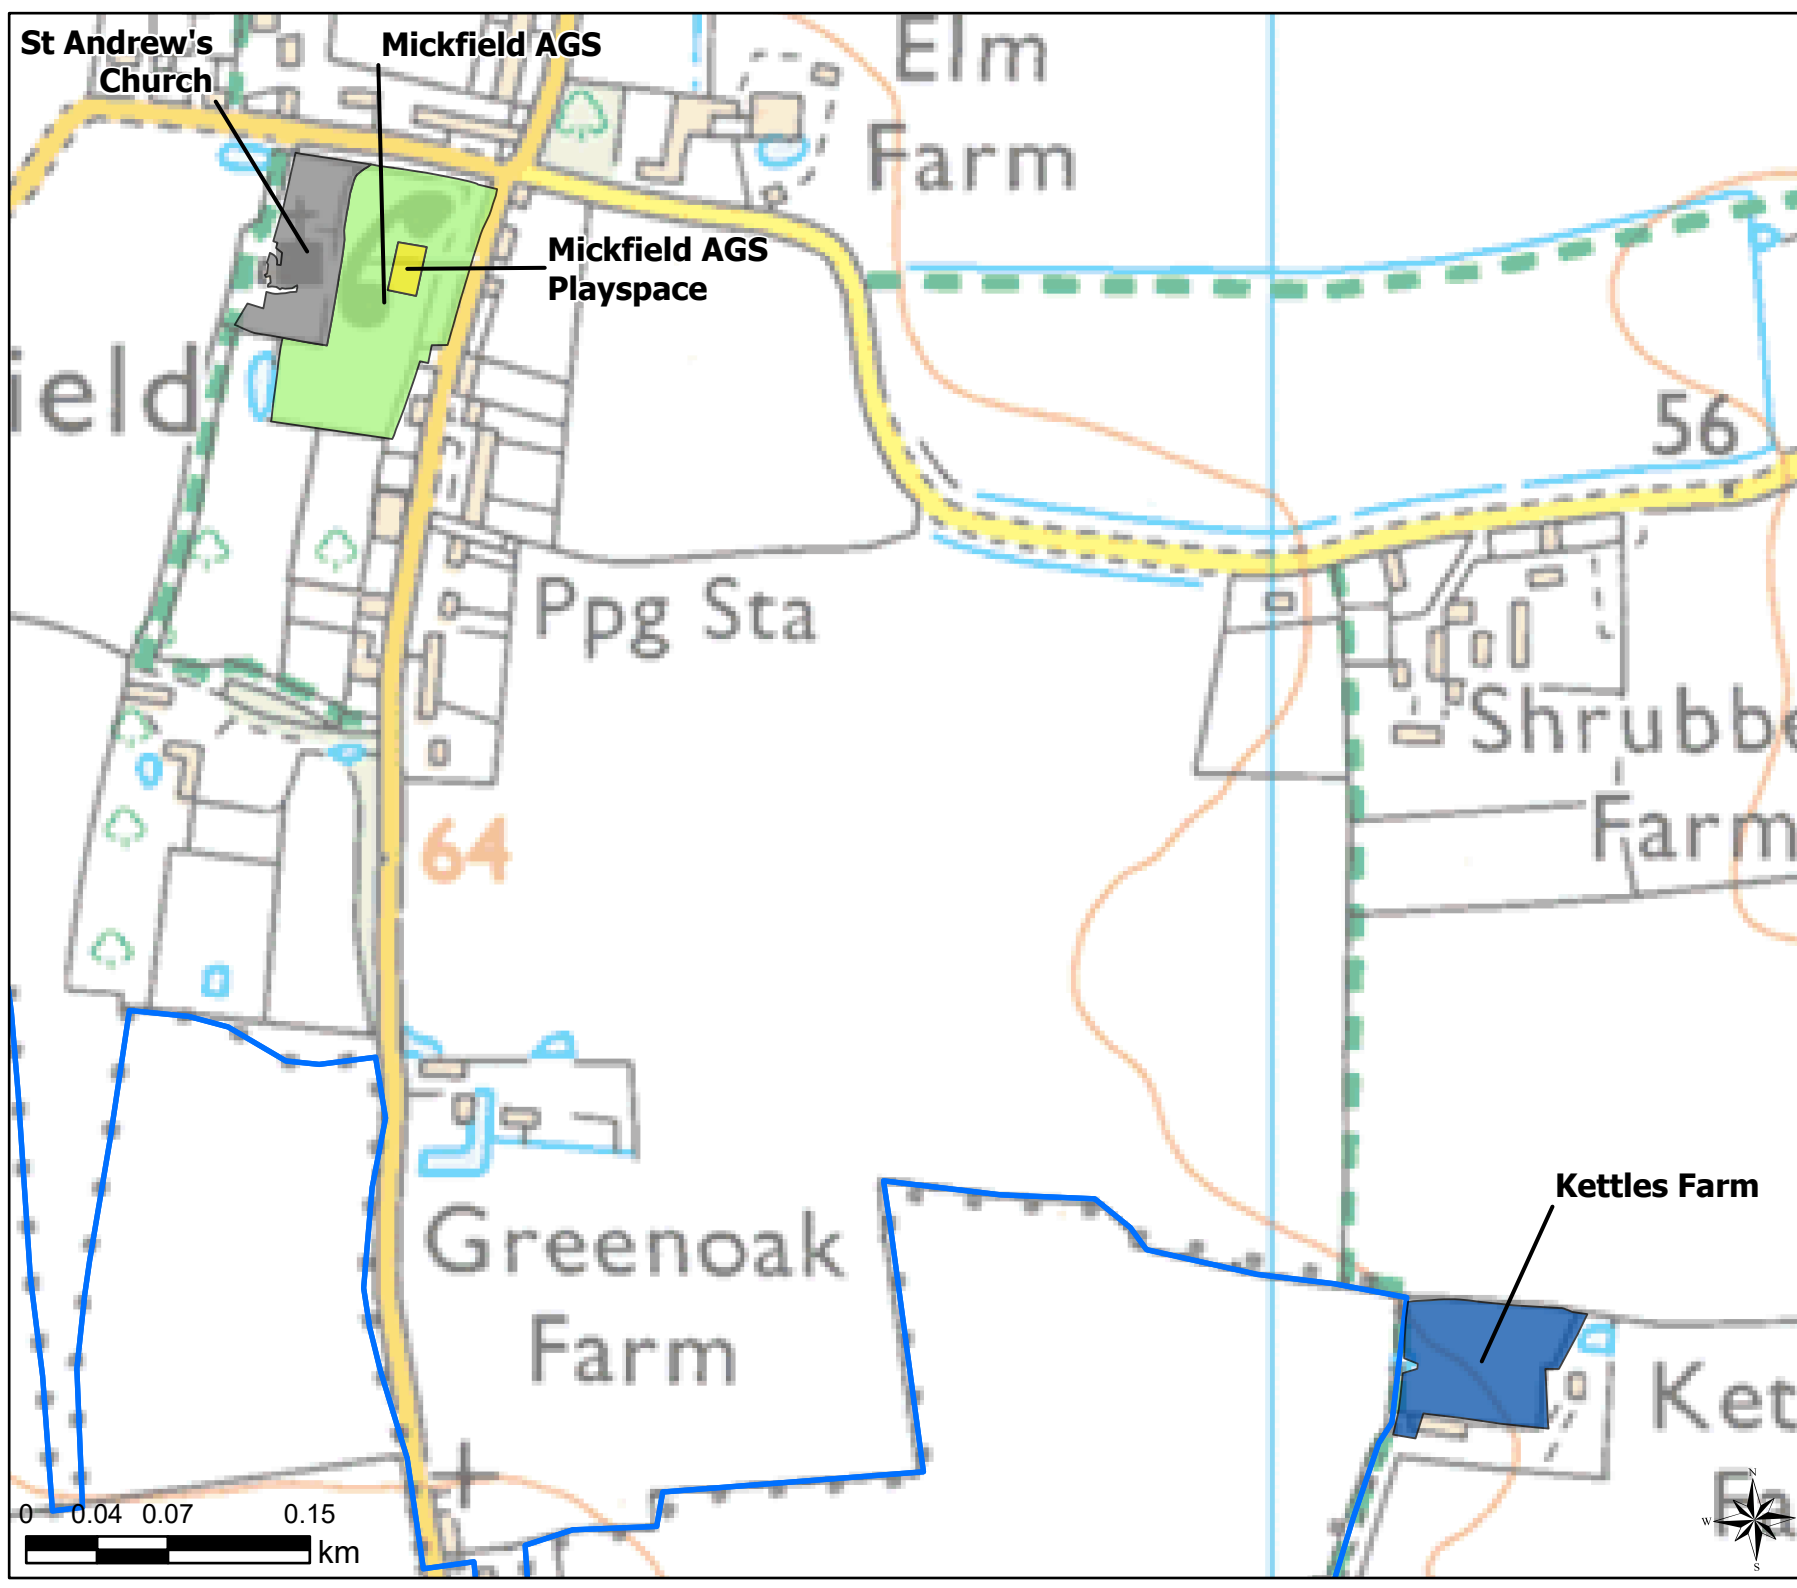 St Andrew's
Church
Mickfield AGS
Elm
Farm
Mickfield AGS
Playspace
ield
56
Ppg Sta
Shrubbe
Farm
64
Greenoak
Farm
Kettles Farm
Ket
Fa
0 0.04 0.07 0.15
km
N
W
S